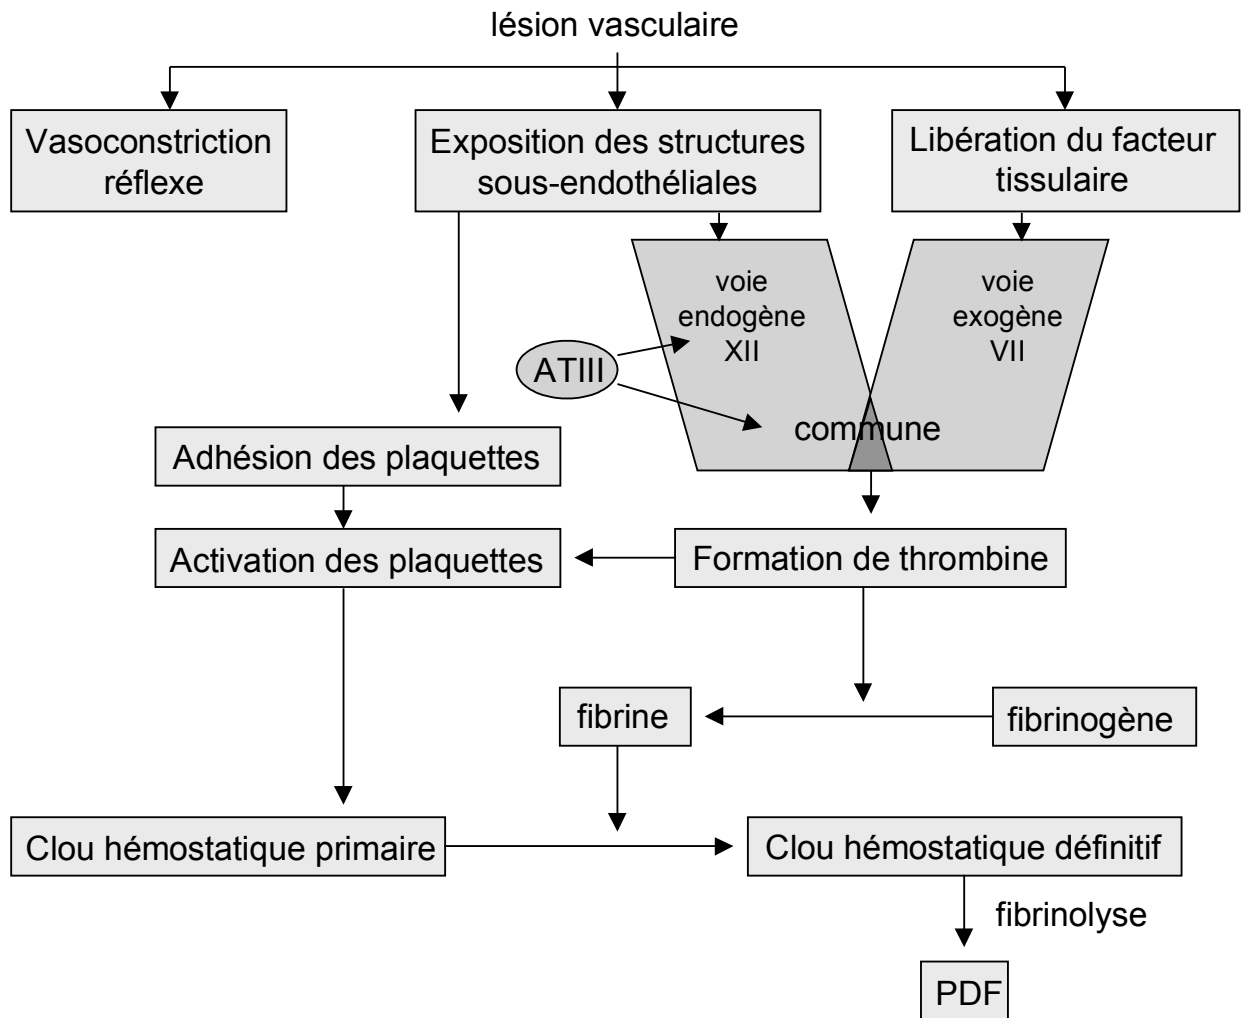 lésion vasculaire
Vasoconstriction
réflexe
Exposition des structures
sous-endothéliales
Libération du facteur
tissulaire
voie
endogène
XII
voie
exogène
VII
ATIII
commune
Adhésion des plaquettes
Activation des plaquettes
Formation de thrombine
fibrine
fibrinogène
Clou hémostatique primaire
Clou hémostatique définitif
fibrinolyse
PDF